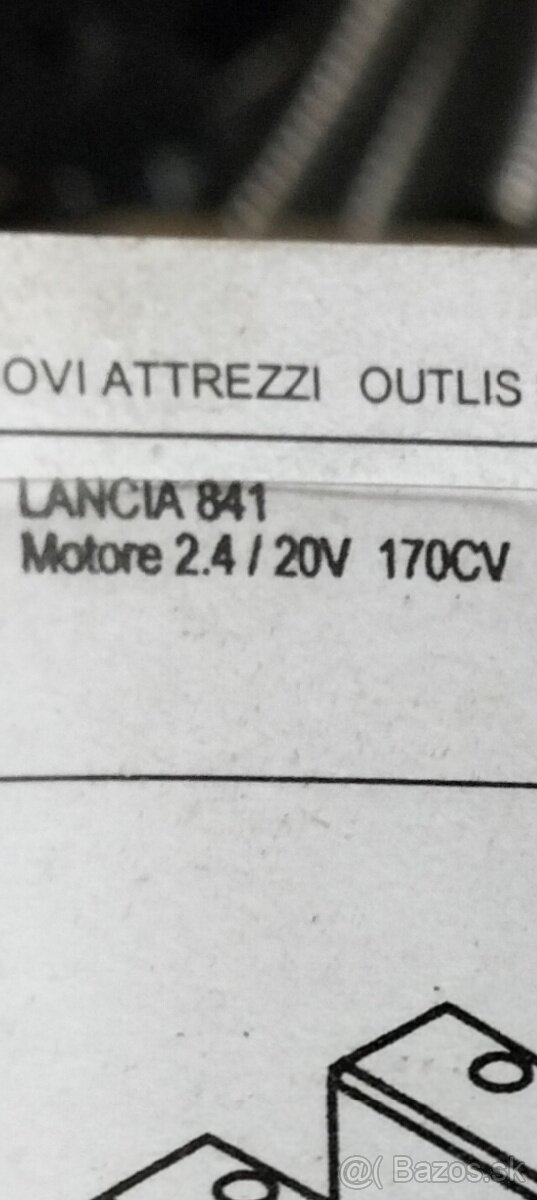 OVI ATTREZZI OUTLIS
LANCIA 841
Motore 2.4 / 20V 170CV
@( Bazos.sk